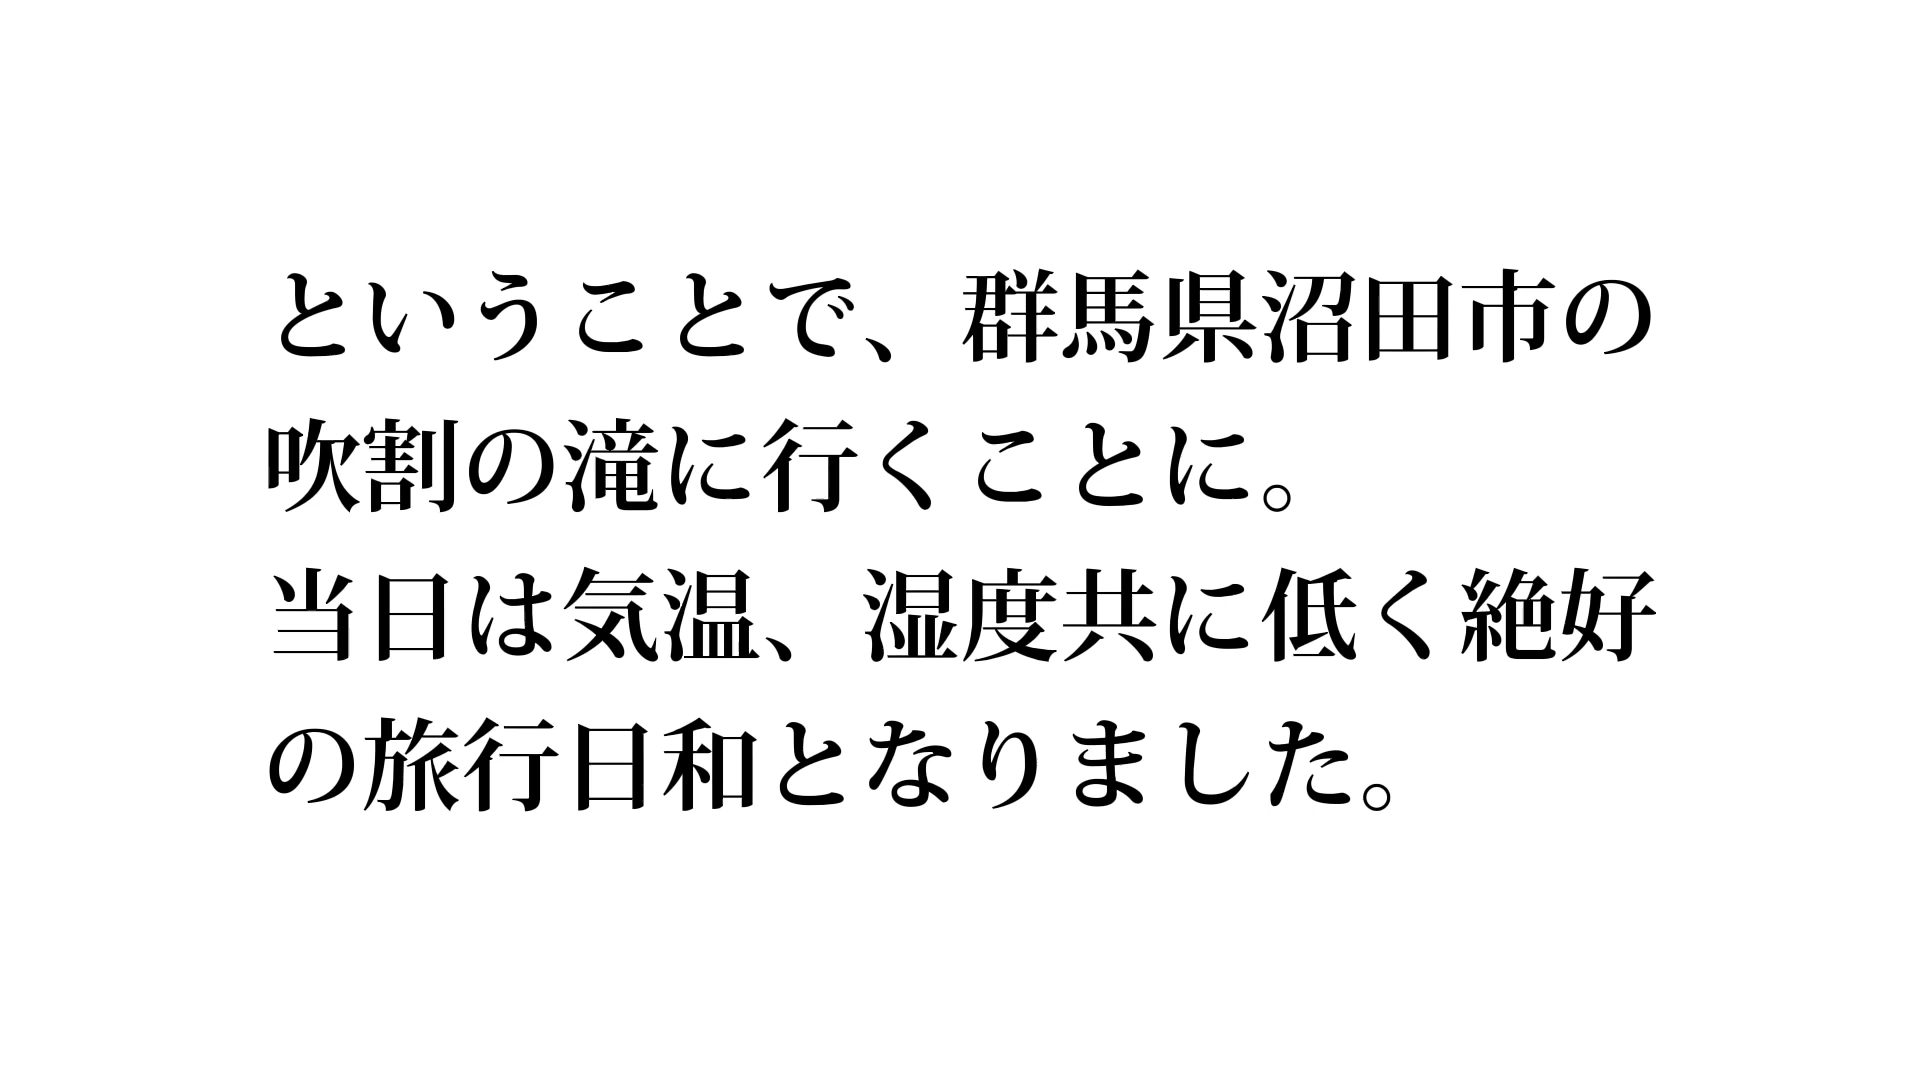 ということで、群馬県沼田市の
吹割の滝に行くことに。
当日は気温、湿度共に低く絶好
の旅行日和となりました。